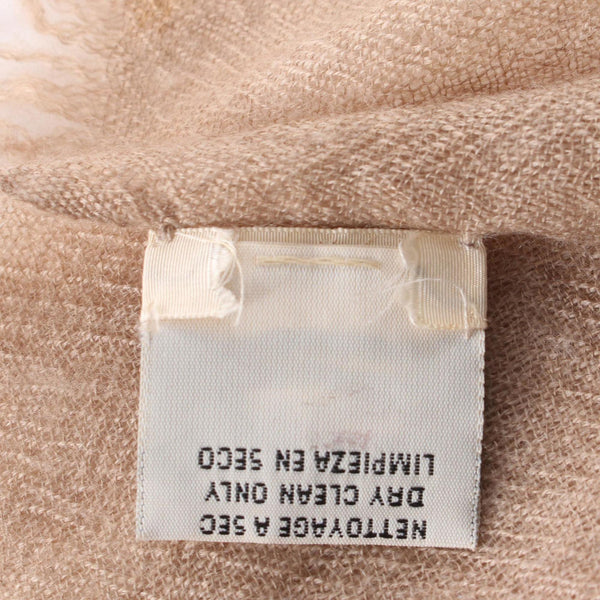 NETTOYAGE A SEC
DRY CLEAN ONLY
LIMPIEZA EN SECO